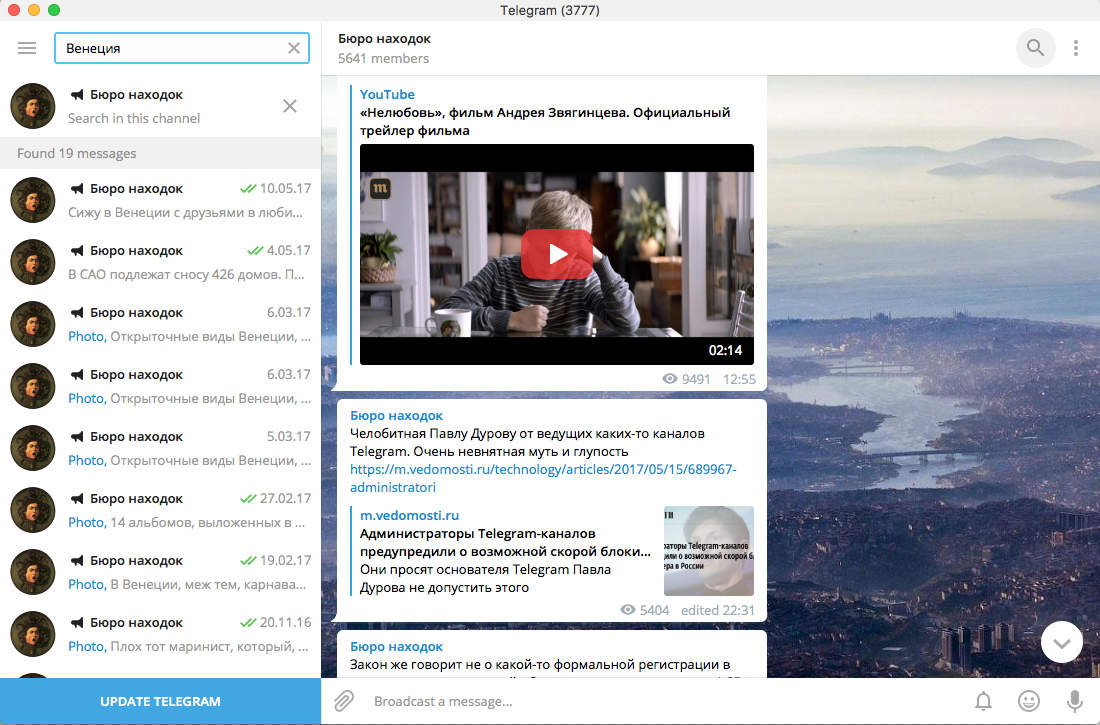 Telegram (3777)
Венеция
Бюро находок
Search in this channel
Found 19 messages
Бюро находок 10.05.17
Сижу в Венеции с друзьями в люби...
Бюро находок 4.05.17
В САО подлежат сносу 426 домов. П...
Бюро находок 6.03.17
Photo, Открыточные виды Венеции, ...
Бюро находок 6.03.17
Photo, Открыточные виды Венеции, ...
Бюро находок 5.03.17
Photo, Открыточные виды Венеции, ...
Бюро находок 27.02.17
Photo, 14 альбомов, выложенных в ...
Бюро находок 19.02.17
Photo, В Венеции, меж тем, карнава...
Бюро находок 20.11.16
Photo, Плох тот маринист, который, ...
UPDATE TELEGRAM
Бюро находок
5641 members
YouTube
«Нелюбовь», фильм Андрея Звягинцева. Официальный
трейлер фильма
m
02:14
9491 12:55
Бюро находок
Челобитная Павлу Дурову от ведущих каких-то каналов
Telegram. Очень невнятная муть и глупость
https://m.vedomosti.ru/technology/articles/2017/05/15/689967-
administratori
m.vedomosti.ru
Администраторы Telegram-каналов
предупредили о возможной скорой блоки...
Они просят основателя Telegram Павла
Дурова не допустить этого
раторы Telegram-каналов
дили о возможной скорой б
ера в России
5404 edited 22:31
Бюро находок
Закон же говорит не о какой-то формальной регистрации в
Broadcast a message...